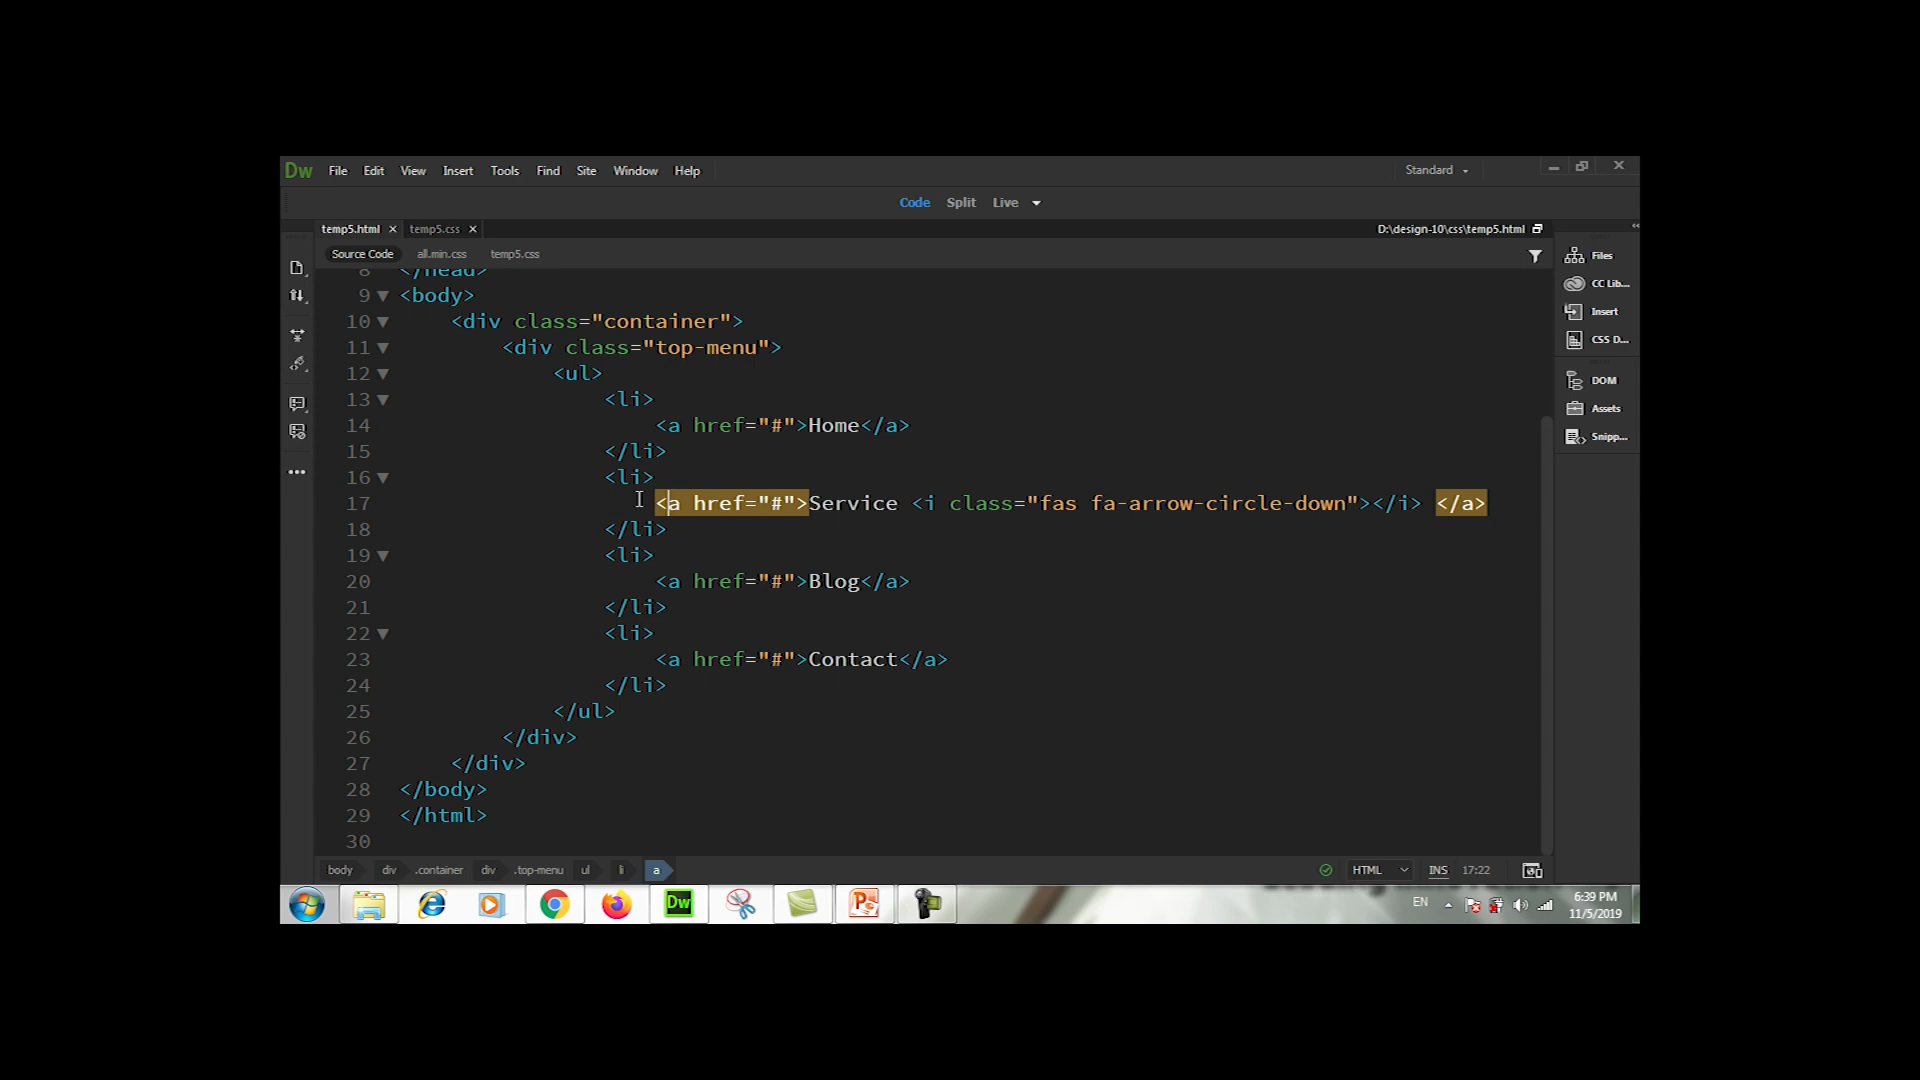 Dw File Edit View Insert Tools Find Site Window Help Standard
Code Split Live
temp5.html temp5.css D:\design-10\css\temp5.html
Source Code all.min.css temp5.css
8 </head>
9 <body>
10 <div class="container">
11 <div class="top-menu">
12 <ul>
13 <li>
14 <a href="#">Home</a>
15 </li>
16 <li>
17 <a href="#">Service <i class="fas fa-arrow-circle-down"></i> </a>
18 </li>
19 <li>
20 <a href="#">Blog</a>
21 </li>
22 <li>
23 <a href="#">Contact</a>
24 </li>
25 </ul>
26 </div>
27 </div>
28 </body>
29 </html>
30
Files
CC Lib...
Insert
CSS D...
DOM
Assets
Snipp...
body div .container div .top-menu ul li a HTML INS 17:22
Dw EN 6:39 PM
11/5/2019